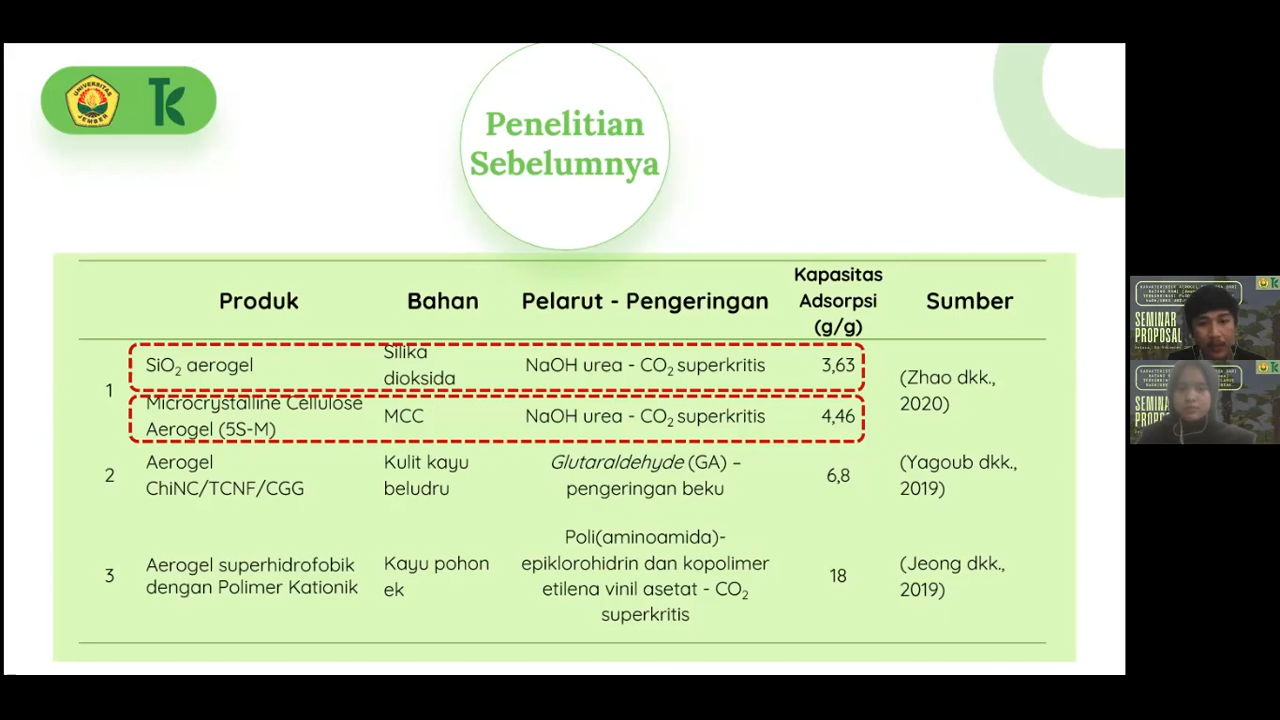 UNIVERSITAS
JEMBER
Penelitian
Sebelumnya
Produk
Bahan
Pelarut - Pengeringan
Kapasitas
Adsorpsi
(g/g)
Sumber
1
SiO₂ aerogel
Silika
dioksida
NaOH urea - CO₂ superkritis
3,63
(Zhao dkk.,
2020)
Microcrystalline Cellulose
Aerogel (5S-M)
MCC
NaOH urea - CO₂ superkritis
4,46
2
Aerogel
ChiNC/TCNF/CGG
Kulit kayu
beludru
Glutaraldehyde (GA) –
pengeringan beku
6,8
(Yagoub dkk.,
2019)
3
Aerogel superhidrofobik
dengan Polimer Kationik
Kayu pohon
ek
Poli(aminoamida)-
epiklorohidrin dan kopolimer
etilena vinil asetat - CO₂
superkritis
18
(Jeong dkk.,
2019)
SEMINAR
PROPOSAL